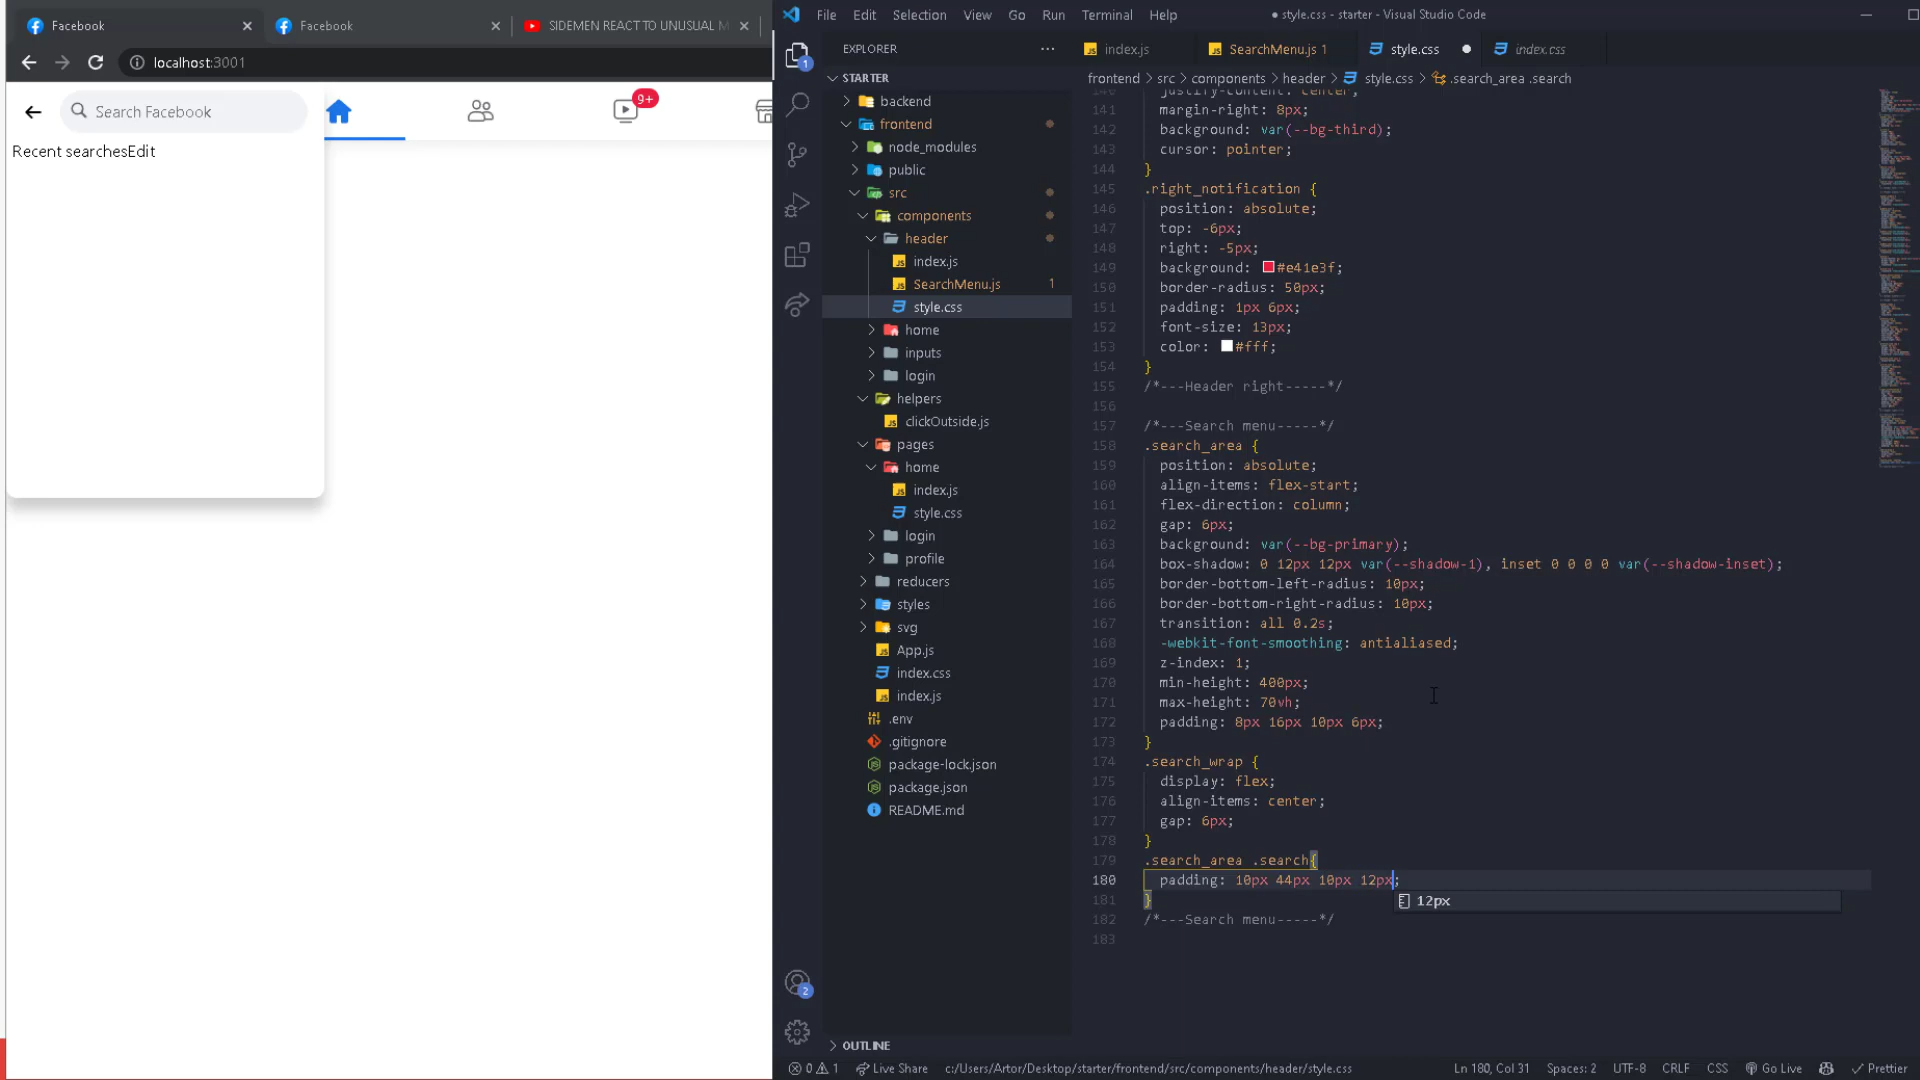 Facebook
Facebook
SIDEMEN REACT TO UNUSUAL M
localhost:3001
Search Facebook
9+
Recent searchesEdit
File Edit Selection View Go Run Terminal Help
● style.css - starter - Visual Studio Code
EXPLORER
index.js
SearchMenu.js 1
style.css
index.css
frontend > src > components > header > style.css > .search_area .search
STARTER
backend
frontend
node_modules
public
src
components
header
index.js
SearchMenu.js 1
style.css
home
inputs
login
helpers
clickOutside.js
pages
home
index.js
style.css
login
profile
reducers
styles
svg
App.js
index.css
index.js
.env
.gitignore
package-lock.json
package.json
README.md
OUTLINE
1
2
140 justify-content: center;
141 margin-right: 8px;
142 background: var(--bg-third);
143 cursor: pointer;
144 }
145 .right_notification {
146 position: absolute;
147 top: -6px;
148 right: -5px;
149 background: #e41e3f;
150 border-radius: 50px;
151 padding: 1px 6px;
152 font-size: 13px;
153 color: #fff;
154 }
155 /*---Header right-----*/
156
157 /*---Search menu-----*/
158 .search_area {
159 position: absolute;
160 align-items: flex-start;
161 flex-direction: column;
162 gap: 6px;
163 background: var(--bg-primary);
164 box-shadow: 0 12px 12px var(--shadow-1), inset 0 0 0 0 var(--shadow-inset);
165 border-bottom-left-radius: 10px;
166 border-bottom-right-radius: 10px;
167 transition: all 0.2s;
168 -webkit-font-smoothing: antialiased;
169 z-index: 1;
170 min-height: 400px;
171 max-height: 70vh;
172 padding: 8px 16px 10px 6px;
173 }
174 .search_wrap {
175 display: flex;
176 align-items: center;
177 gap: 6px;
178 }
179 .search_area .search{
180 padding: 10px 44px 10px 12px;
12px
181 }
182 /*---Search menu-----*/
183
0 1 Live Share c:/Users/Artor/Desktop/starter/frontend/src/components/header/style.css Ln 180, Col 31 Spaces: 2 UTF-8 CRLF CSS Go Live Prettier